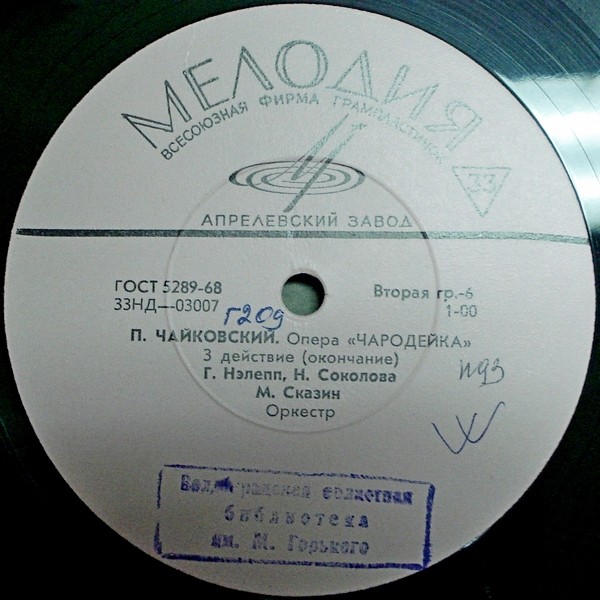 МЕЛОДИЯ
ВСЕСОЮЗНАЯ ФИРМА ГРАМПЛАСТИНОК
33
АПРЕЛЕВСКИЙ ЗАВОД
ГОСТ 5289-68
Вторая гр.-6
33НД—03007
1-00
Г209
П. ЧАЙКОВСКИЙ. Опера «ЧАРОДЕЙКА»
3 действие (окончание)
Г. Нэлепп, Н. Соколова
М. Сказин
Оркестр
областная
библиотека
им. М. Горького